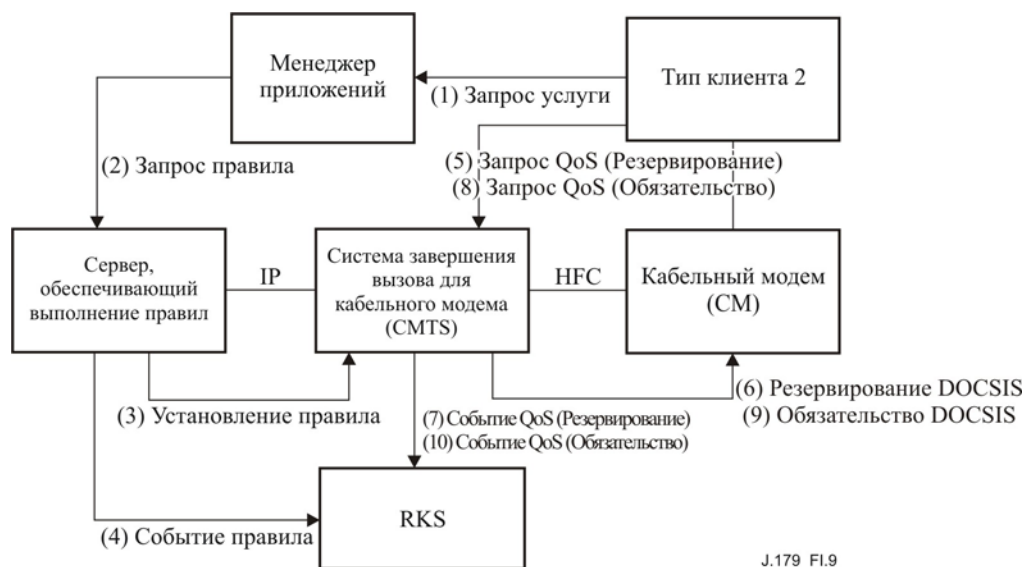 Менеджер
приложений
Тип клиента 2
(1) Запрос услуги
(2) Запрос правила
(5) Запрос QoS (Резервирование)
(8) Запрос QoS (Обязательство)
Сервер,
обеспечивающий
выполнение правил
IP
Система завершения
вызова для
кабельного модема
(CMTS)
HFC
Кабельный модем
(CM)
(3) Установление правила
(6) Резервирование DOCSIS
(9) Обязательство DOCSIS
(7) Событие QoS (Резервирование)
(10) Событие QoS (Обязательство)
RKS
(4) Событие правила
J.179_FI.9